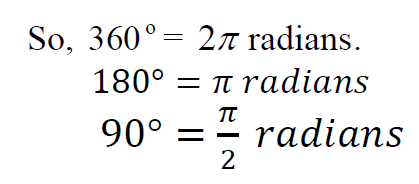 So, 360° = 2π radians.
180° = π radians
90° = π/2 radians